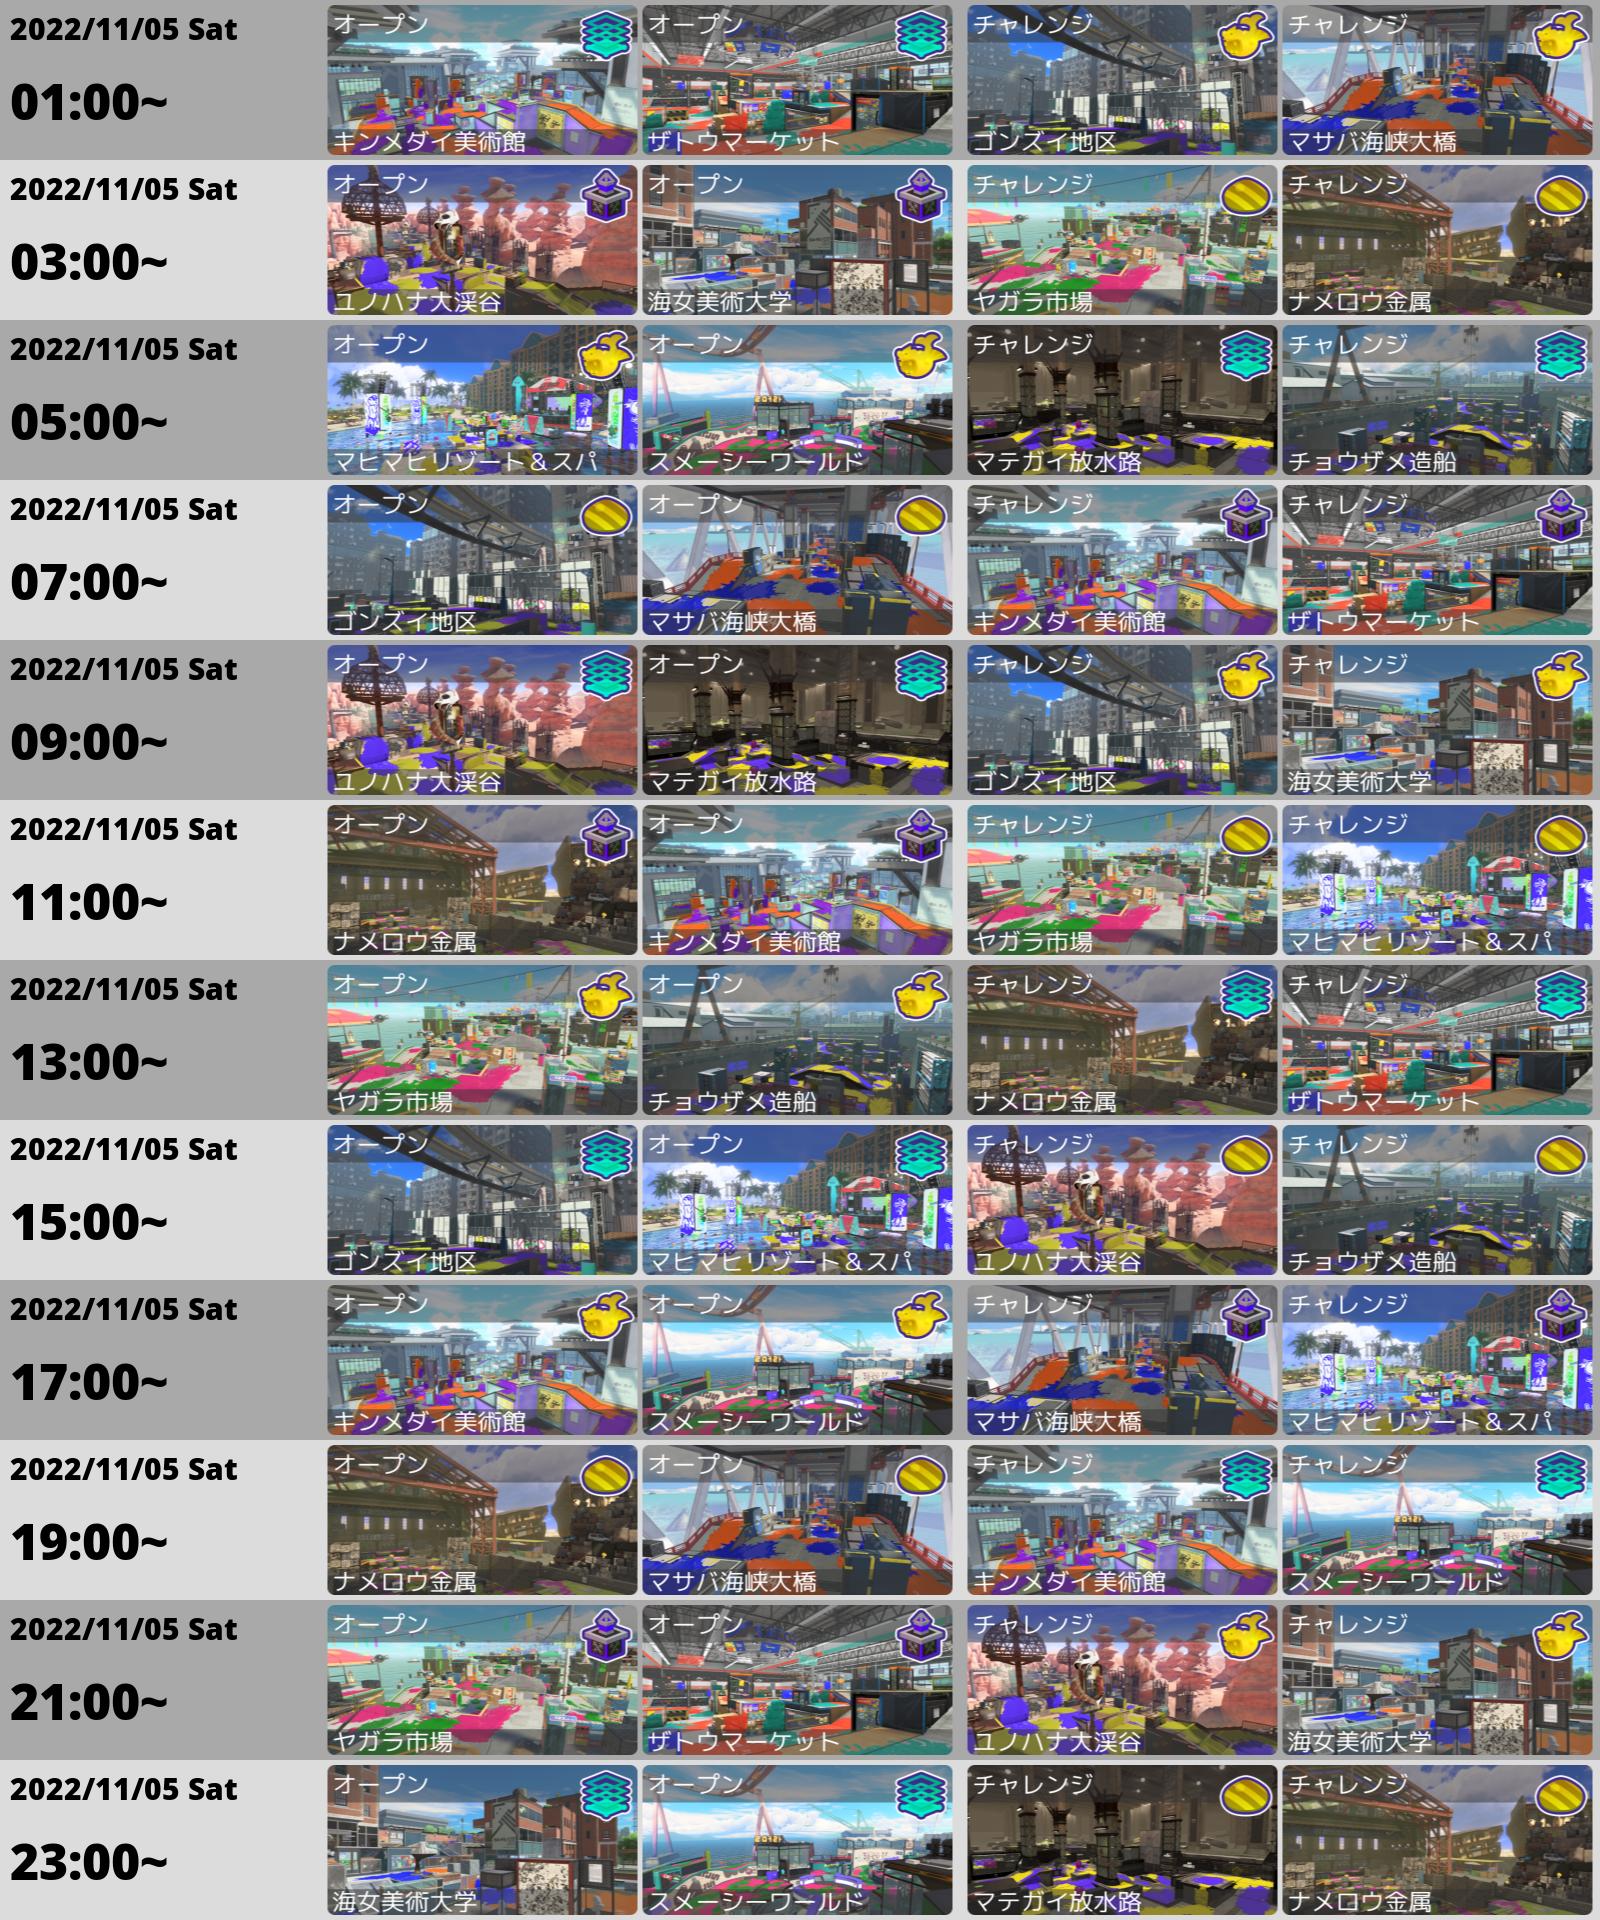 2022/11/05 Sat
01:00~
オープン
キンメダイ美術館
オープン
ザトウマーケット
チャレンジ
ゴンズイ地区
チャレンジ
マサバ海峡大橋
2022/11/05 Sat
03:00~
オープン
ユノハナ大渓谷
オープン
海女美術大学
チャレンジ
ヤガラ市場
チャレンジ
ナメロウ金属
2022/11/05 Sat
05:00~
オープン
マヒマヒリゾート＆スパ
オープン
スメーシーワールド
チャレンジ
マテガイ放水路
チャレンジ
チョウザメ造船
2022/11/05 Sat
07:00~
オープン
ゴンズイ地区
オープン
マサバ海峡大橋
チャレンジ
キンメダイ美術館
チャレンジ
ザトウマーケット
2022/11/05 Sat
09:00~
オープン
ユノハナ大渓谷
オープン
マテガイ放水路
チャレンジ
ゴンズイ地区
チャレンジ
海女美術大学
2022/11/05 Sat
11:00~
オープン
ナメロウ金属
オープン
キンメダイ美術館
チャレンジ
ヤガラ市場
チャレンジ
マヒマヒリゾート＆スパ
2022/11/05 Sat
13:00~
オープン
ヤガラ市場
オープン
チョウザメ造船
チャレンジ
ナメロウ金属
チャレンジ
ザトウマーケット
2022/11/05 Sat
15:00~
オープン
ゴンズイ地区
オープン
マヒマヒリゾート＆スパ
チャレンジ
ユノハナ大渓谷
チャレンジ
チョウザメ造船
2022/11/05 Sat
17:00~
オープン
キンメダイ美術館
オープン
スメーシーワールド
チャレンジ
マサバ海峡大橋
チャレンジ
マヒマヒリゾート＆スパ
2022/11/05 Sat
19:00~
オープン
ナメロウ金属
オープン
マサバ海峡大橋
チャレンジ
キンメダイ美術館
チャレンジ
スメーシーワールド
2022/11/05 Sat
21:00~
オープン
ヤガラ市場
オープン
ザトウマーケット
チャレンジ
ユノハナ大渓谷
チャレンジ
海女美術大学
2022/11/05 Sat
23:00~
オープン
海女美術大学
オープン
スメーシーワールド
チャレンジ
マテガイ放水路
チャレンジ
ナメロウ金属